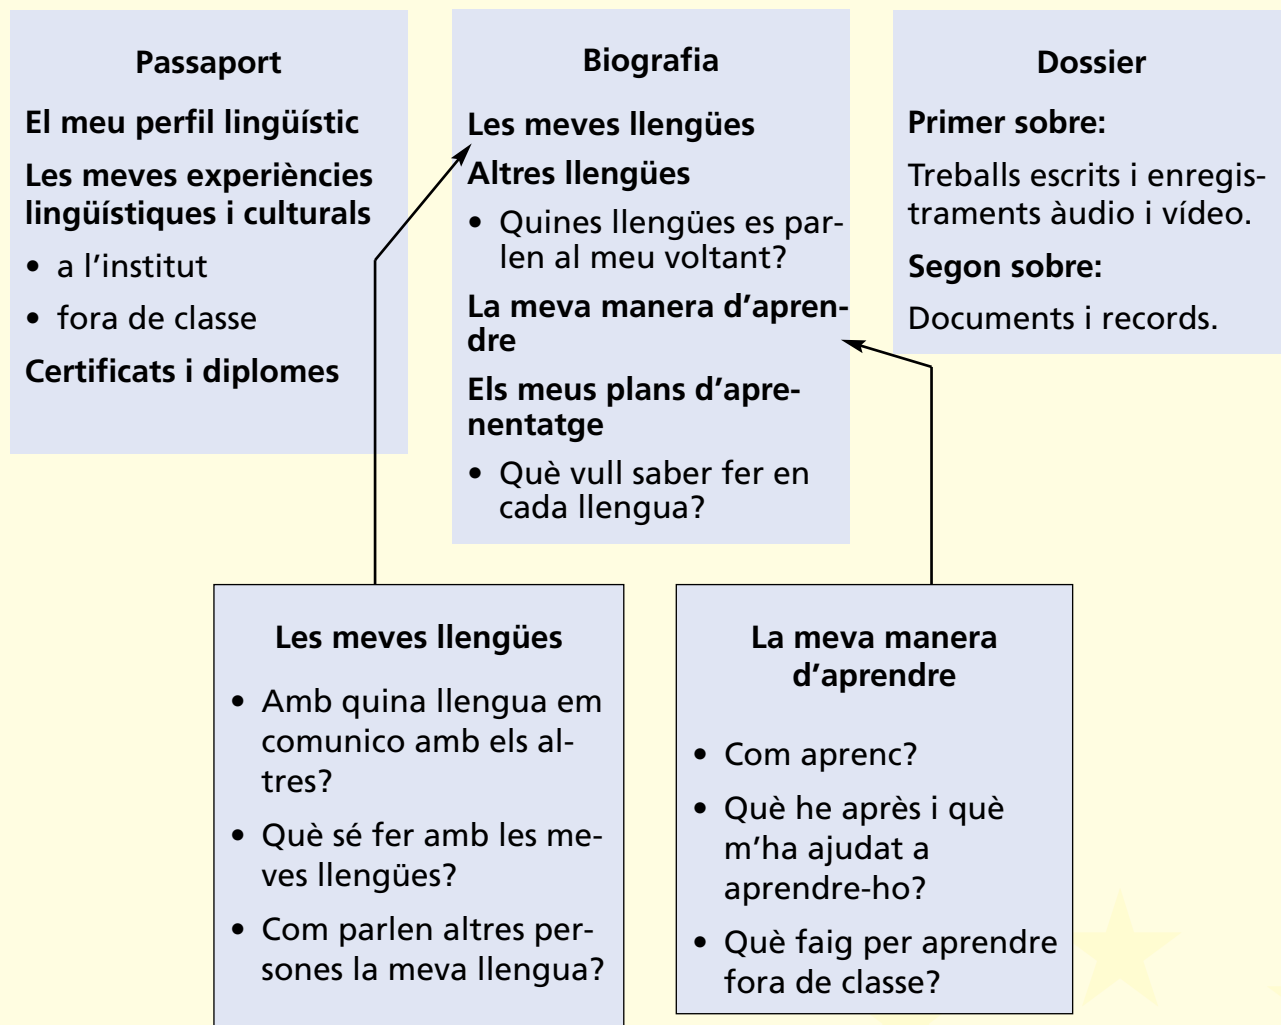 Passaport
El meu perfil lingüístic
Les meves experiències
lingüístiques i culturals
• a l'institut
• fora de classe
Certificats i diplomes
Biografia
Les meves llengües
Altres llengües
• Quines llengües es par-
len al meu voltant?
La meva manera d'apren-
dre
Els meus plans d'apre-
nentatge
• Què vull saber fer en
cada llengua?
Dossier
Primer sobre:
Treballs escrits i enregis-
traments àudio i vídeo.
Segon sobre:
Documents i records.
Les meves llengües
• Amb quina llengua em
comunico amb els al-
tres?
• Què sé fer amb les me-
ves llengües?
• Com parlen altres per-
sones la meva llengua?
La meva manera
d'aprendre
• Com aprenc?
• Què he après i què
m'ha ajudat a
aprendre-ho?
• Què faig per aprendre
fora de classe?